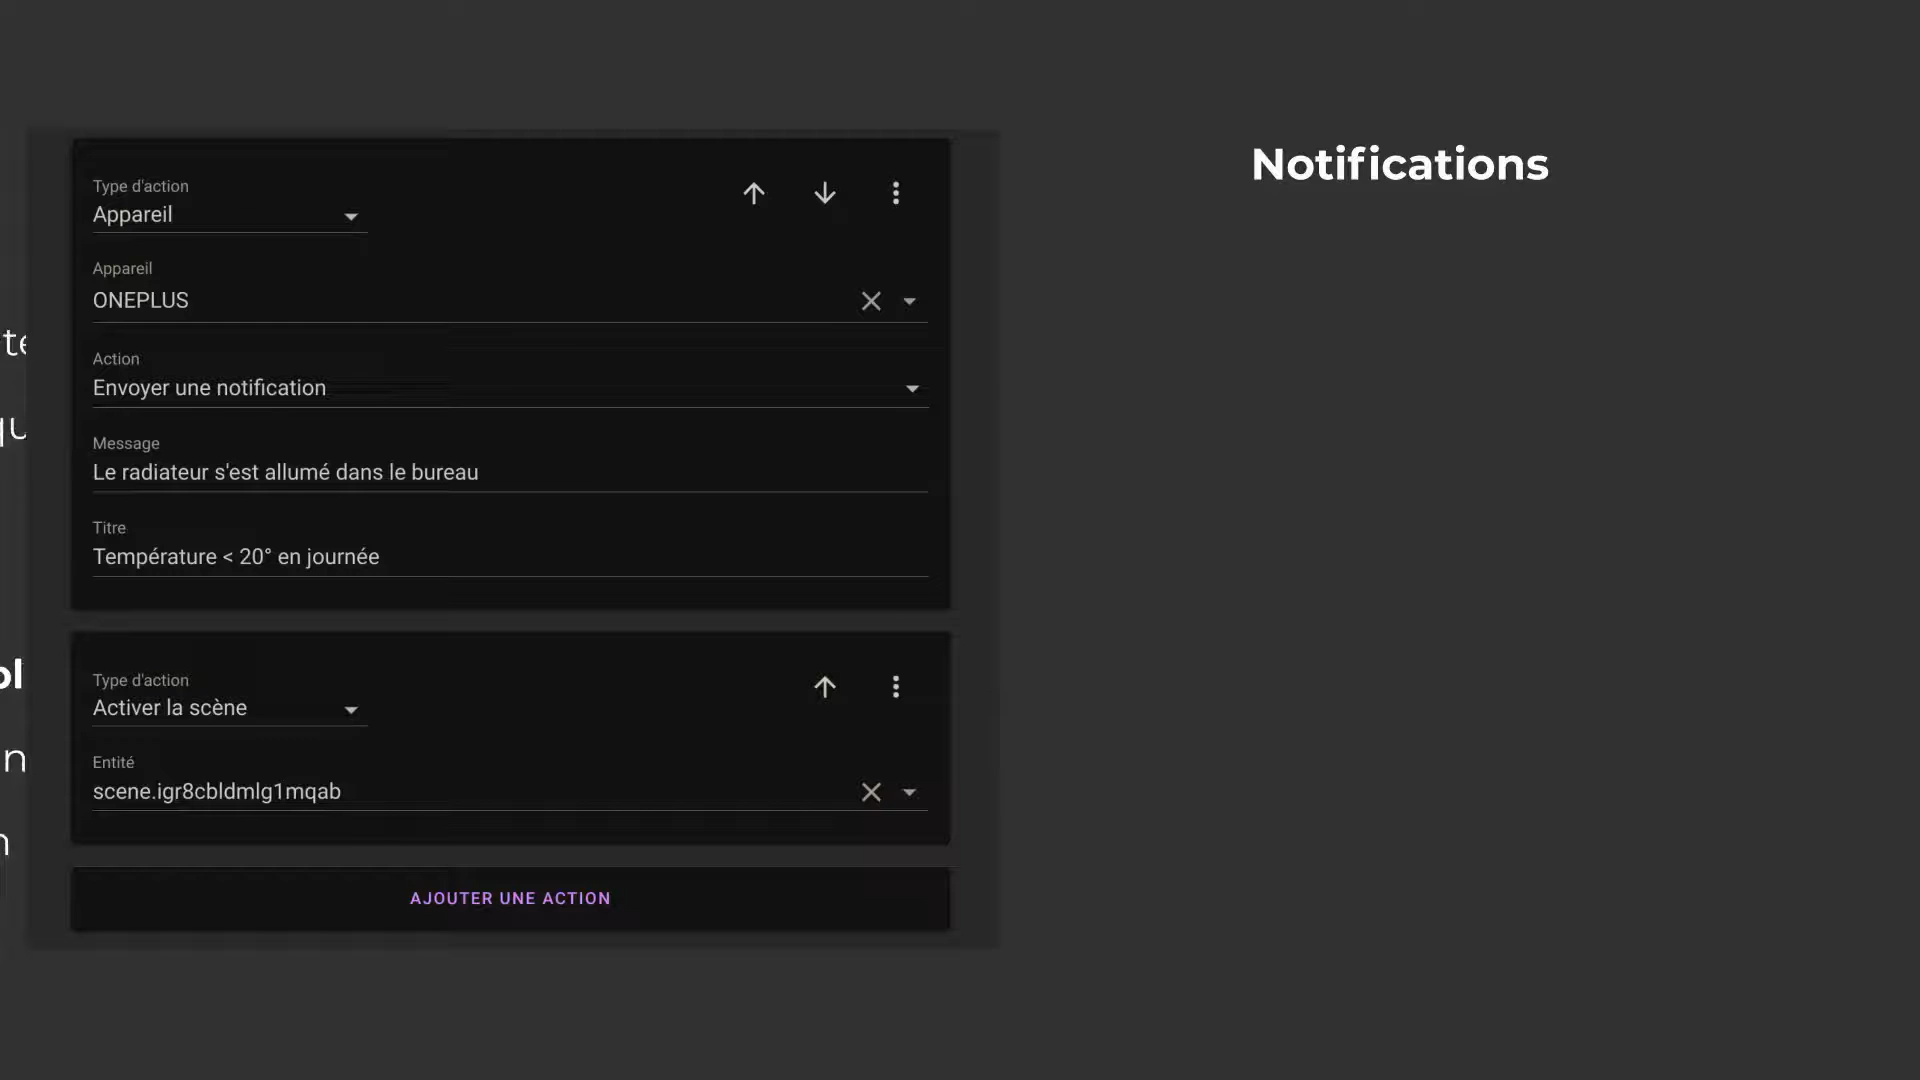 Notifications
Type d'action
Appareil
Appareil
ONEPLUS
Action
Envoyer une notification
Message
Le radiateur s'est allumé dans le bureau
Titre
Température < 20° en journée
Type d'action
Activer la scène
Entité
scene.igr8cbldmlg1mqab
AJOUTER UNE ACTION